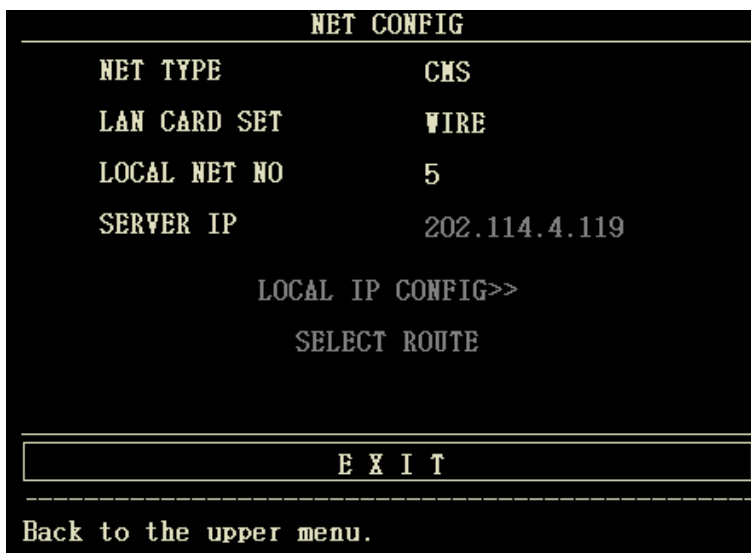 NET CONFIG
NET TYPE CMS
LAN CARD SET WIRE
LOCAL NET NO 5
SERVER IP 202.114.4.119
LOCAL IP CONFIG>>
SELECT ROUTE
E X I T
Back to the upper menu.